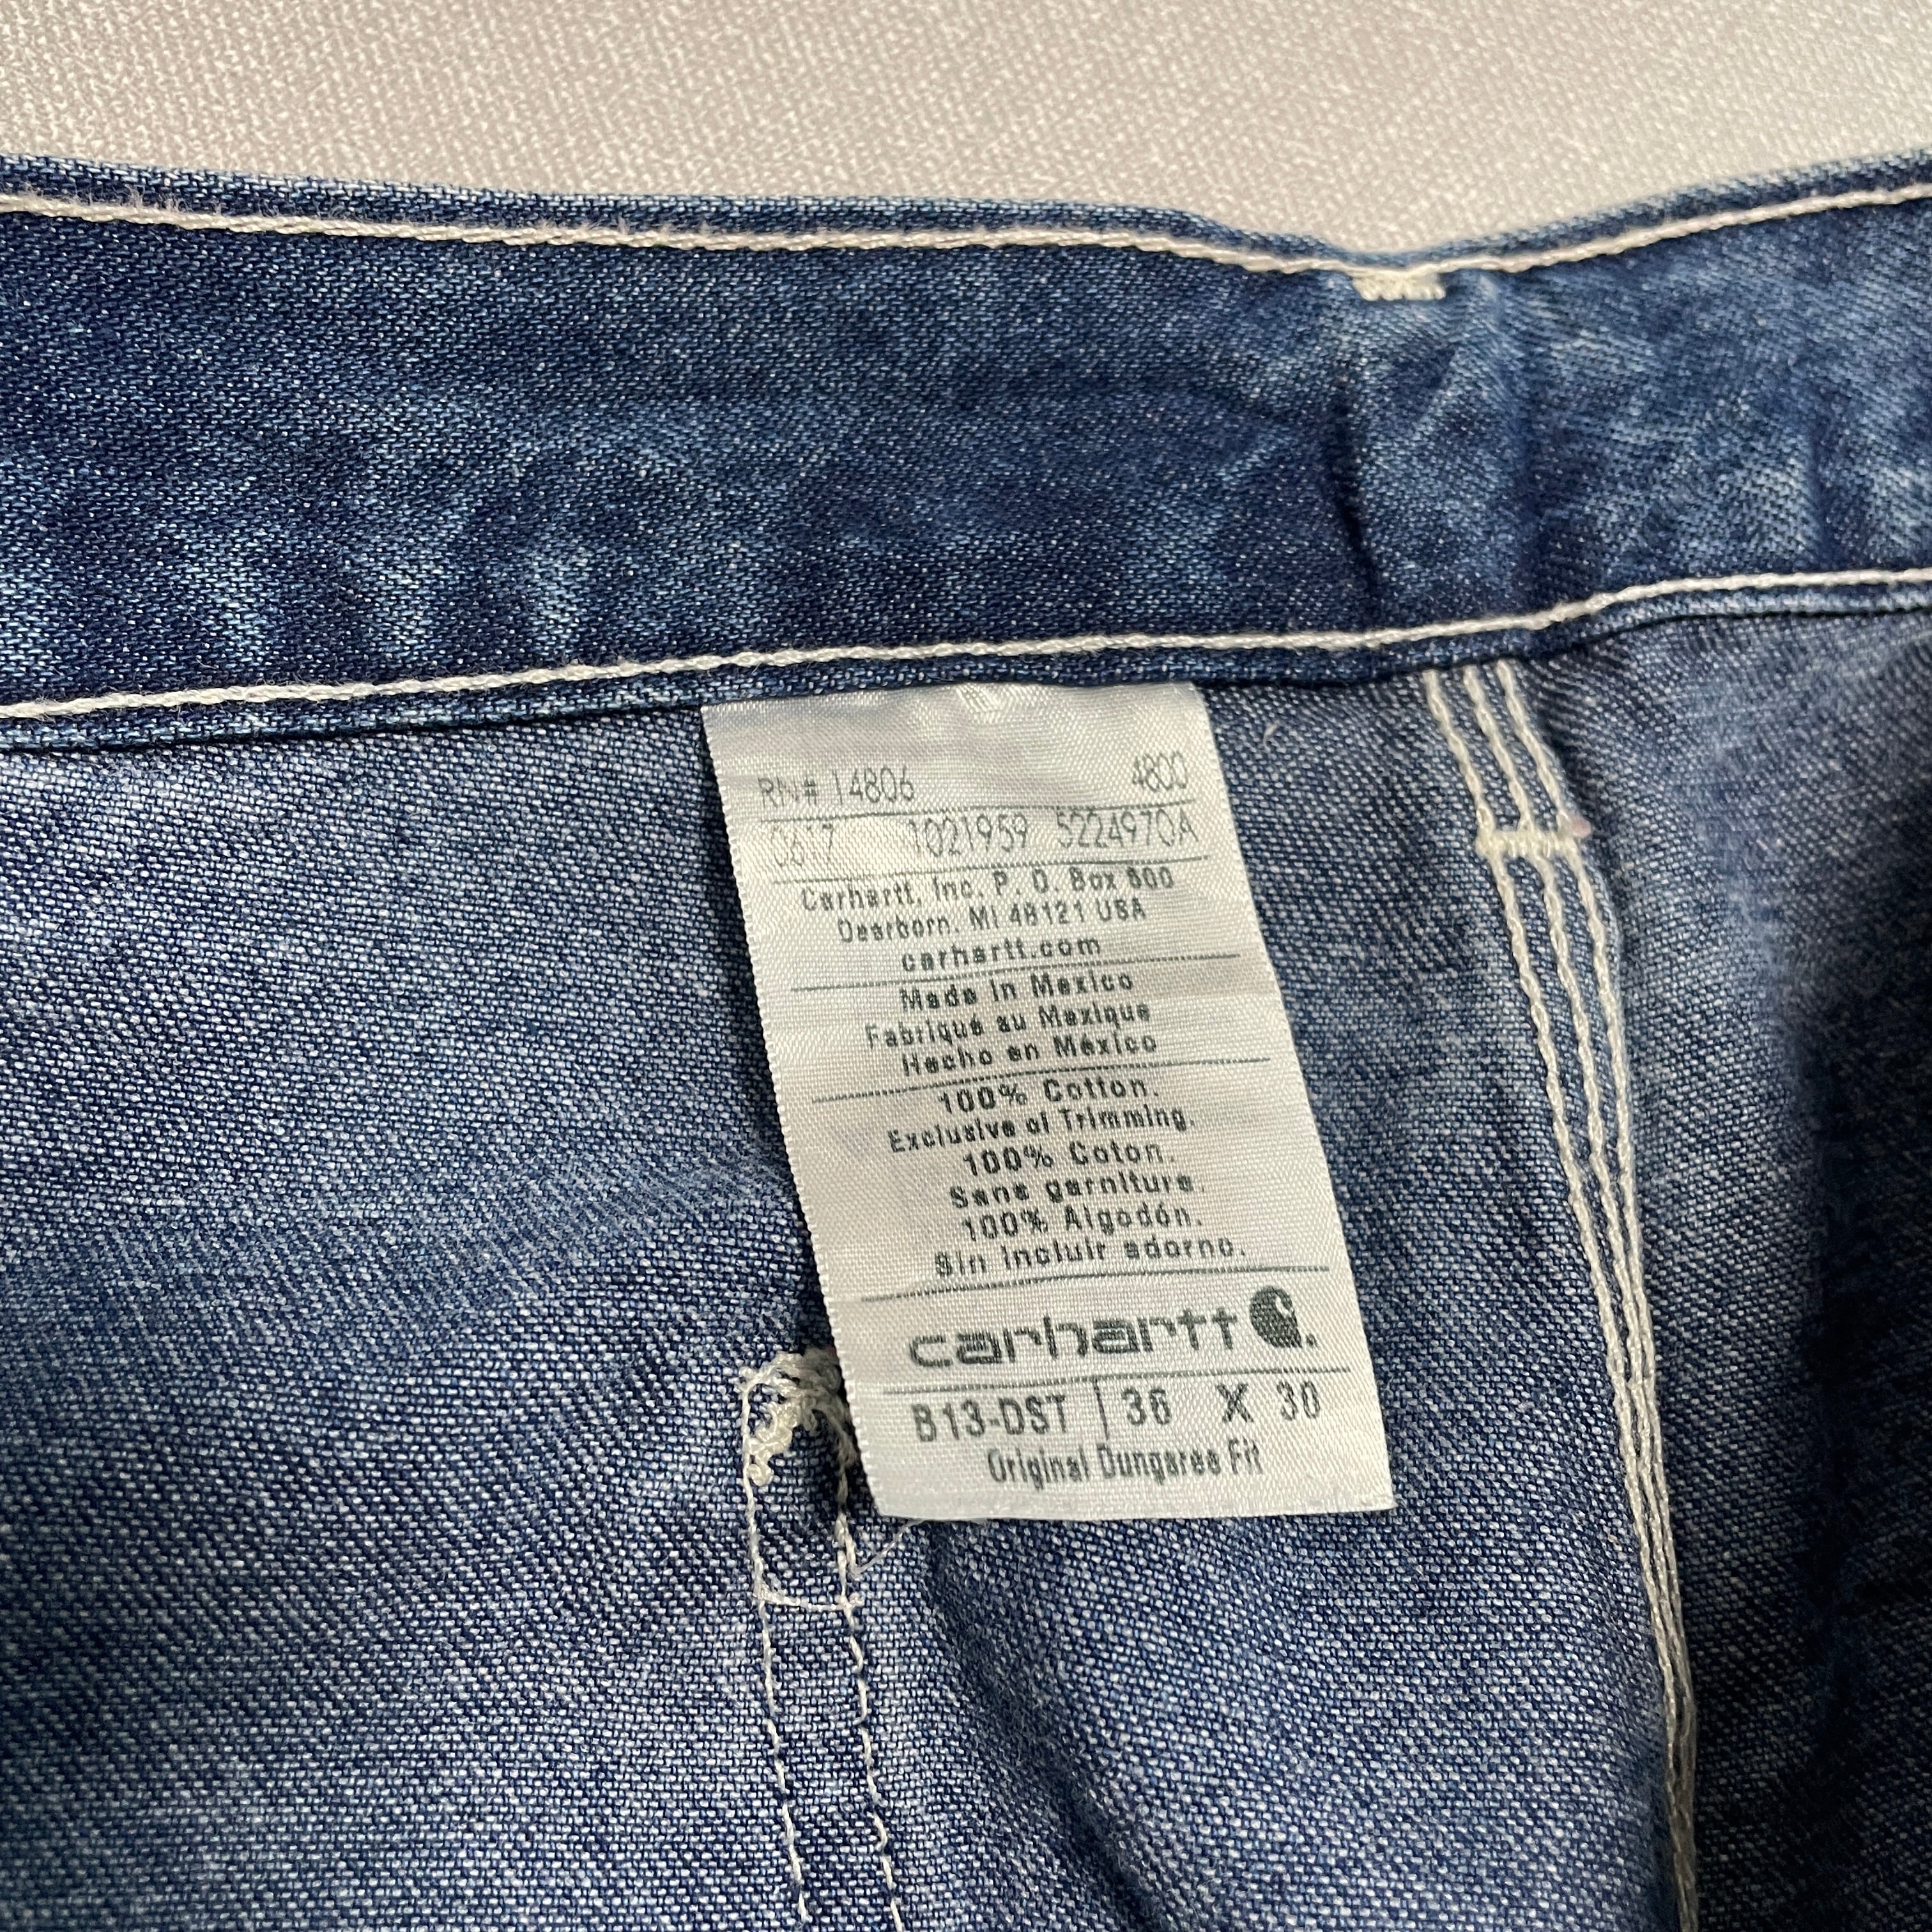 RN# 14806 4800
0617 1021959 5224970A
Carhartt, Inc. P. O. Box 600
Dearborn, MI 48121 USA
carhartt.com
Made in Mexico
Fabriqué au Mexique
Hecho en México
100% Cotton.
Exclusive of Trimming.
100% Coton.
Sans garniture.
100% Algodón.
Sin incluir adorno.
carhartt
B13-DST | 36 X 30
Original Dungaree Fit